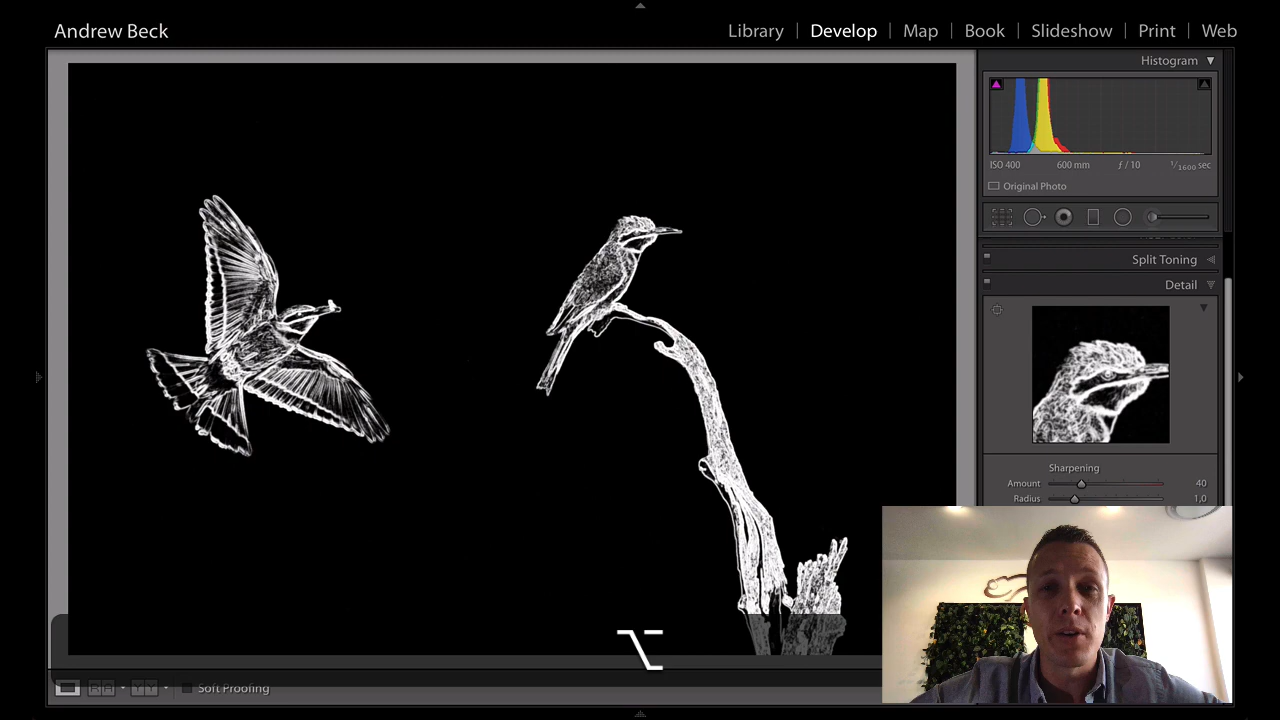 Andrew Beck
Library | Develop | Map | Book | Slideshow | Print | Web
Histogram
ISO 400 600 mm f / 10 1/1600 sec
Original Photo
Split Toning
Detail
Sharpening
Amount 40
Radius 1,0
Soft Proofing